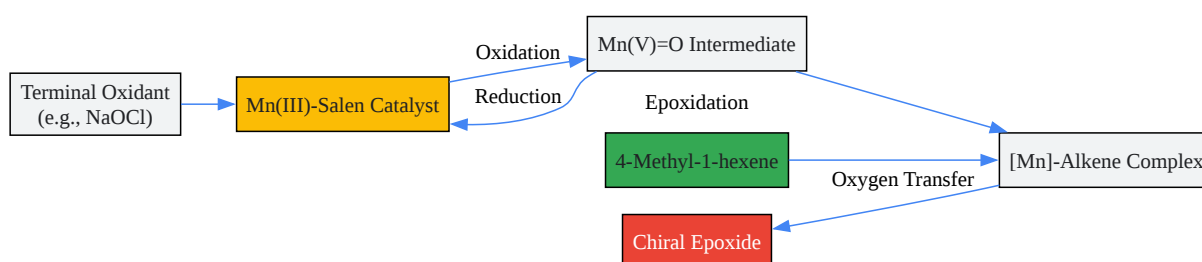 Terminal Oxidant
(e.g., NaOCl)
Mn(III)-Salen Catalyst
Oxidation
Reduction
Mn(V)=O Intermediate
Epoxidation
4-Methyl-1-hexene
[Mn]-Alkene Complex
Oxygen Transfer
Chiral Epoxide